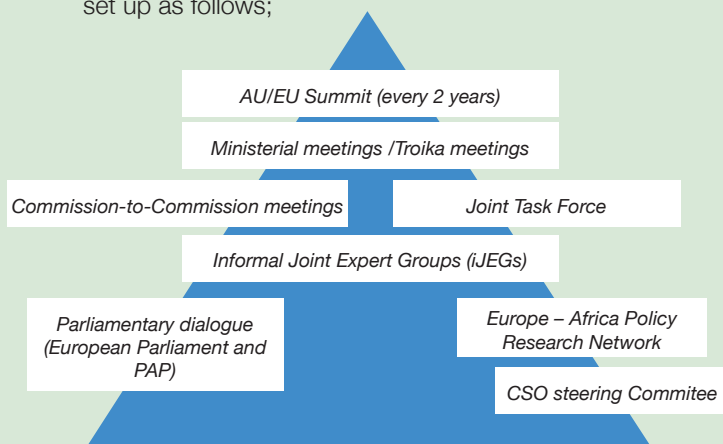 set up as follows;
AU/EU Summit (every 2 years)
Ministerial meetings /Troika meetings
Commission-to-Commission meetings
Joint Task Force
Informal Joint Expert Groups (iJEGs)
Parliamentary dialogue
(European Parliament and
PAP)
Europe – Africa Policy
Research Network
CSO steering Commitee